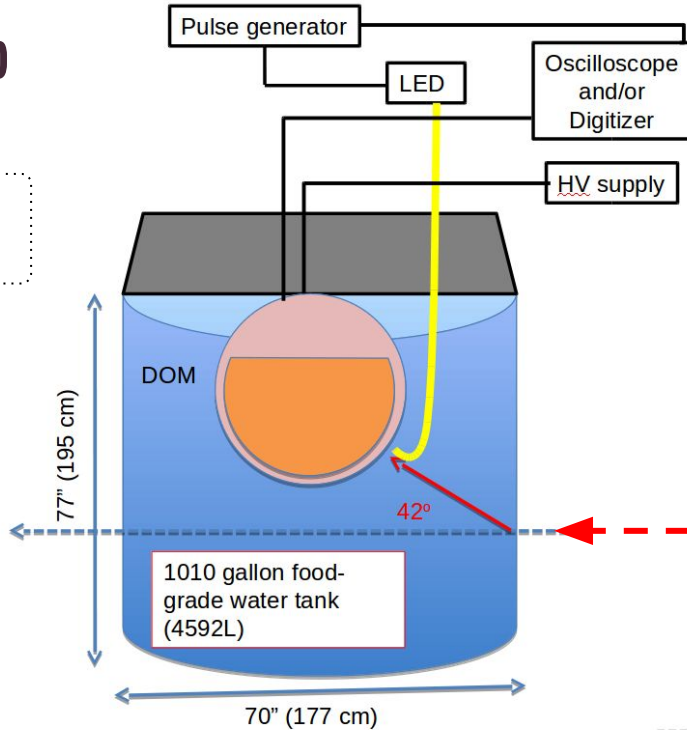 Pulse generator
LED
Oscilloscope
and/or
Digitizer
HV supply
DOM
77” (195 cm)
42º
1010 gallon food-
grade water tank
(4592L)
70” (177 cm)